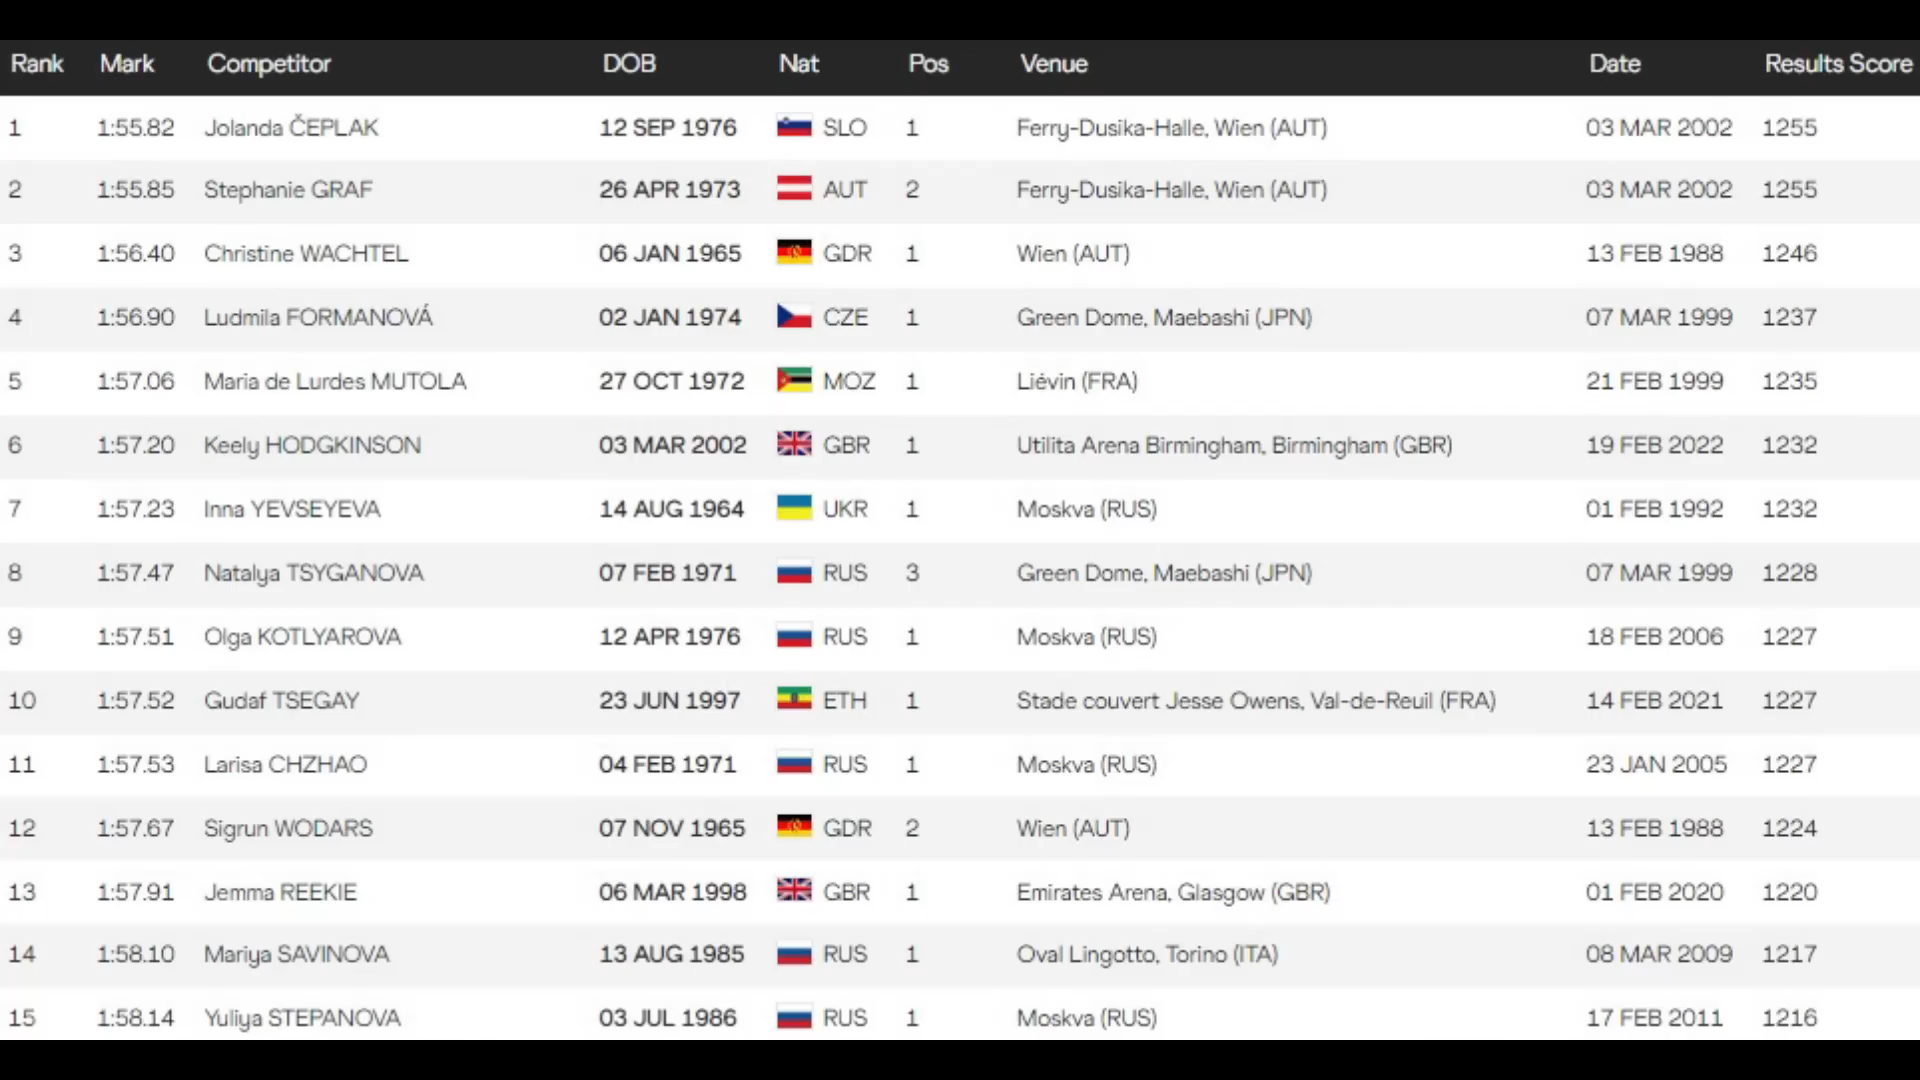 Rank Mark Competitor DOB Nat Pos Venue Date Results Score
1 1:55.82 Jolanda ČEPLAK 12 SEP 1976 SLO 1 Ferry-Dusika-Halle, Wien (AUT) 03 MAR 2002 1255
2 1:55.85 Stephanie GRAF 26 APR 1973 AUT 2 Ferry-Dusika-Halle, Wien (AUT) 03 MAR 2002 1255
3 1:56.40 Christine WACHTEL 06 JAN 1965 GDR 1 Wien (AUT) 13 FEB 1988 1246
4 1:56.90 Ludmila FORMANOVÁ 02 JAN 1974 CZE 1 Green Dome, Maebashi (JPN) 07 MAR 1999 1237
5 1:57.06 Maria de Lurdes MUTOLA 27 OCT 1972 MOZ 1 Liévin (FRA) 21 FEB 1999 1235
6 1:57.20 Keely HODGKINSON 03 MAR 2002 GBR 1 Utilita Arena Birmingham, Birmingham (GBR) 19 FEB 2022 1232
7 1:57.23 Inna YEVSEYEVA 14 AUG 1964 UKR 1 Moskva (RUS) 01 FEB 1992 1232
8 1:57.47 Natalya TSYGANOVA 07 FEB 1971 RUS 3 Green Dome, Maebashi (JPN) 07 MAR 1999 1228
9 1:57.51 Olga KOTLYAROVA 12 APR 1976 RUS 1 Moskva (RUS) 18 FEB 2006 1227
10 1:57.52 Gudaf TSEGAY 23 JUN 1997 ETH 1 Stade couvert Jesse Owens, Val-de-Reuil (FRA) 14 FEB 2021 1227
11 1:57.53 Larisa CHZHAO 04 FEB 1971 RUS 1 Moskva (RUS) 23 JAN 2005 1227
12 1:57.67 Sigrun WODARS 07 NOV 1965 GDR 2 Wien (AUT) 13 FEB 1988 1224
13 1:57.91 Jemma REEKIE 06 MAR 1998 GBR 1 Emirates Arena, Glasgow (GBR) 01 FEB 2020 1220
14 1:58.10 Mariya SAVINOVA 13 AUG 1985 RUS 1 Oval Lingotto, Torino (ITA) 08 MAR 2009 1217
15 1:58.14 Yuliya STEPANOVA 03 JUL 1986 RUS 1 Moskva (RUS) 17 FEB 2011 1216